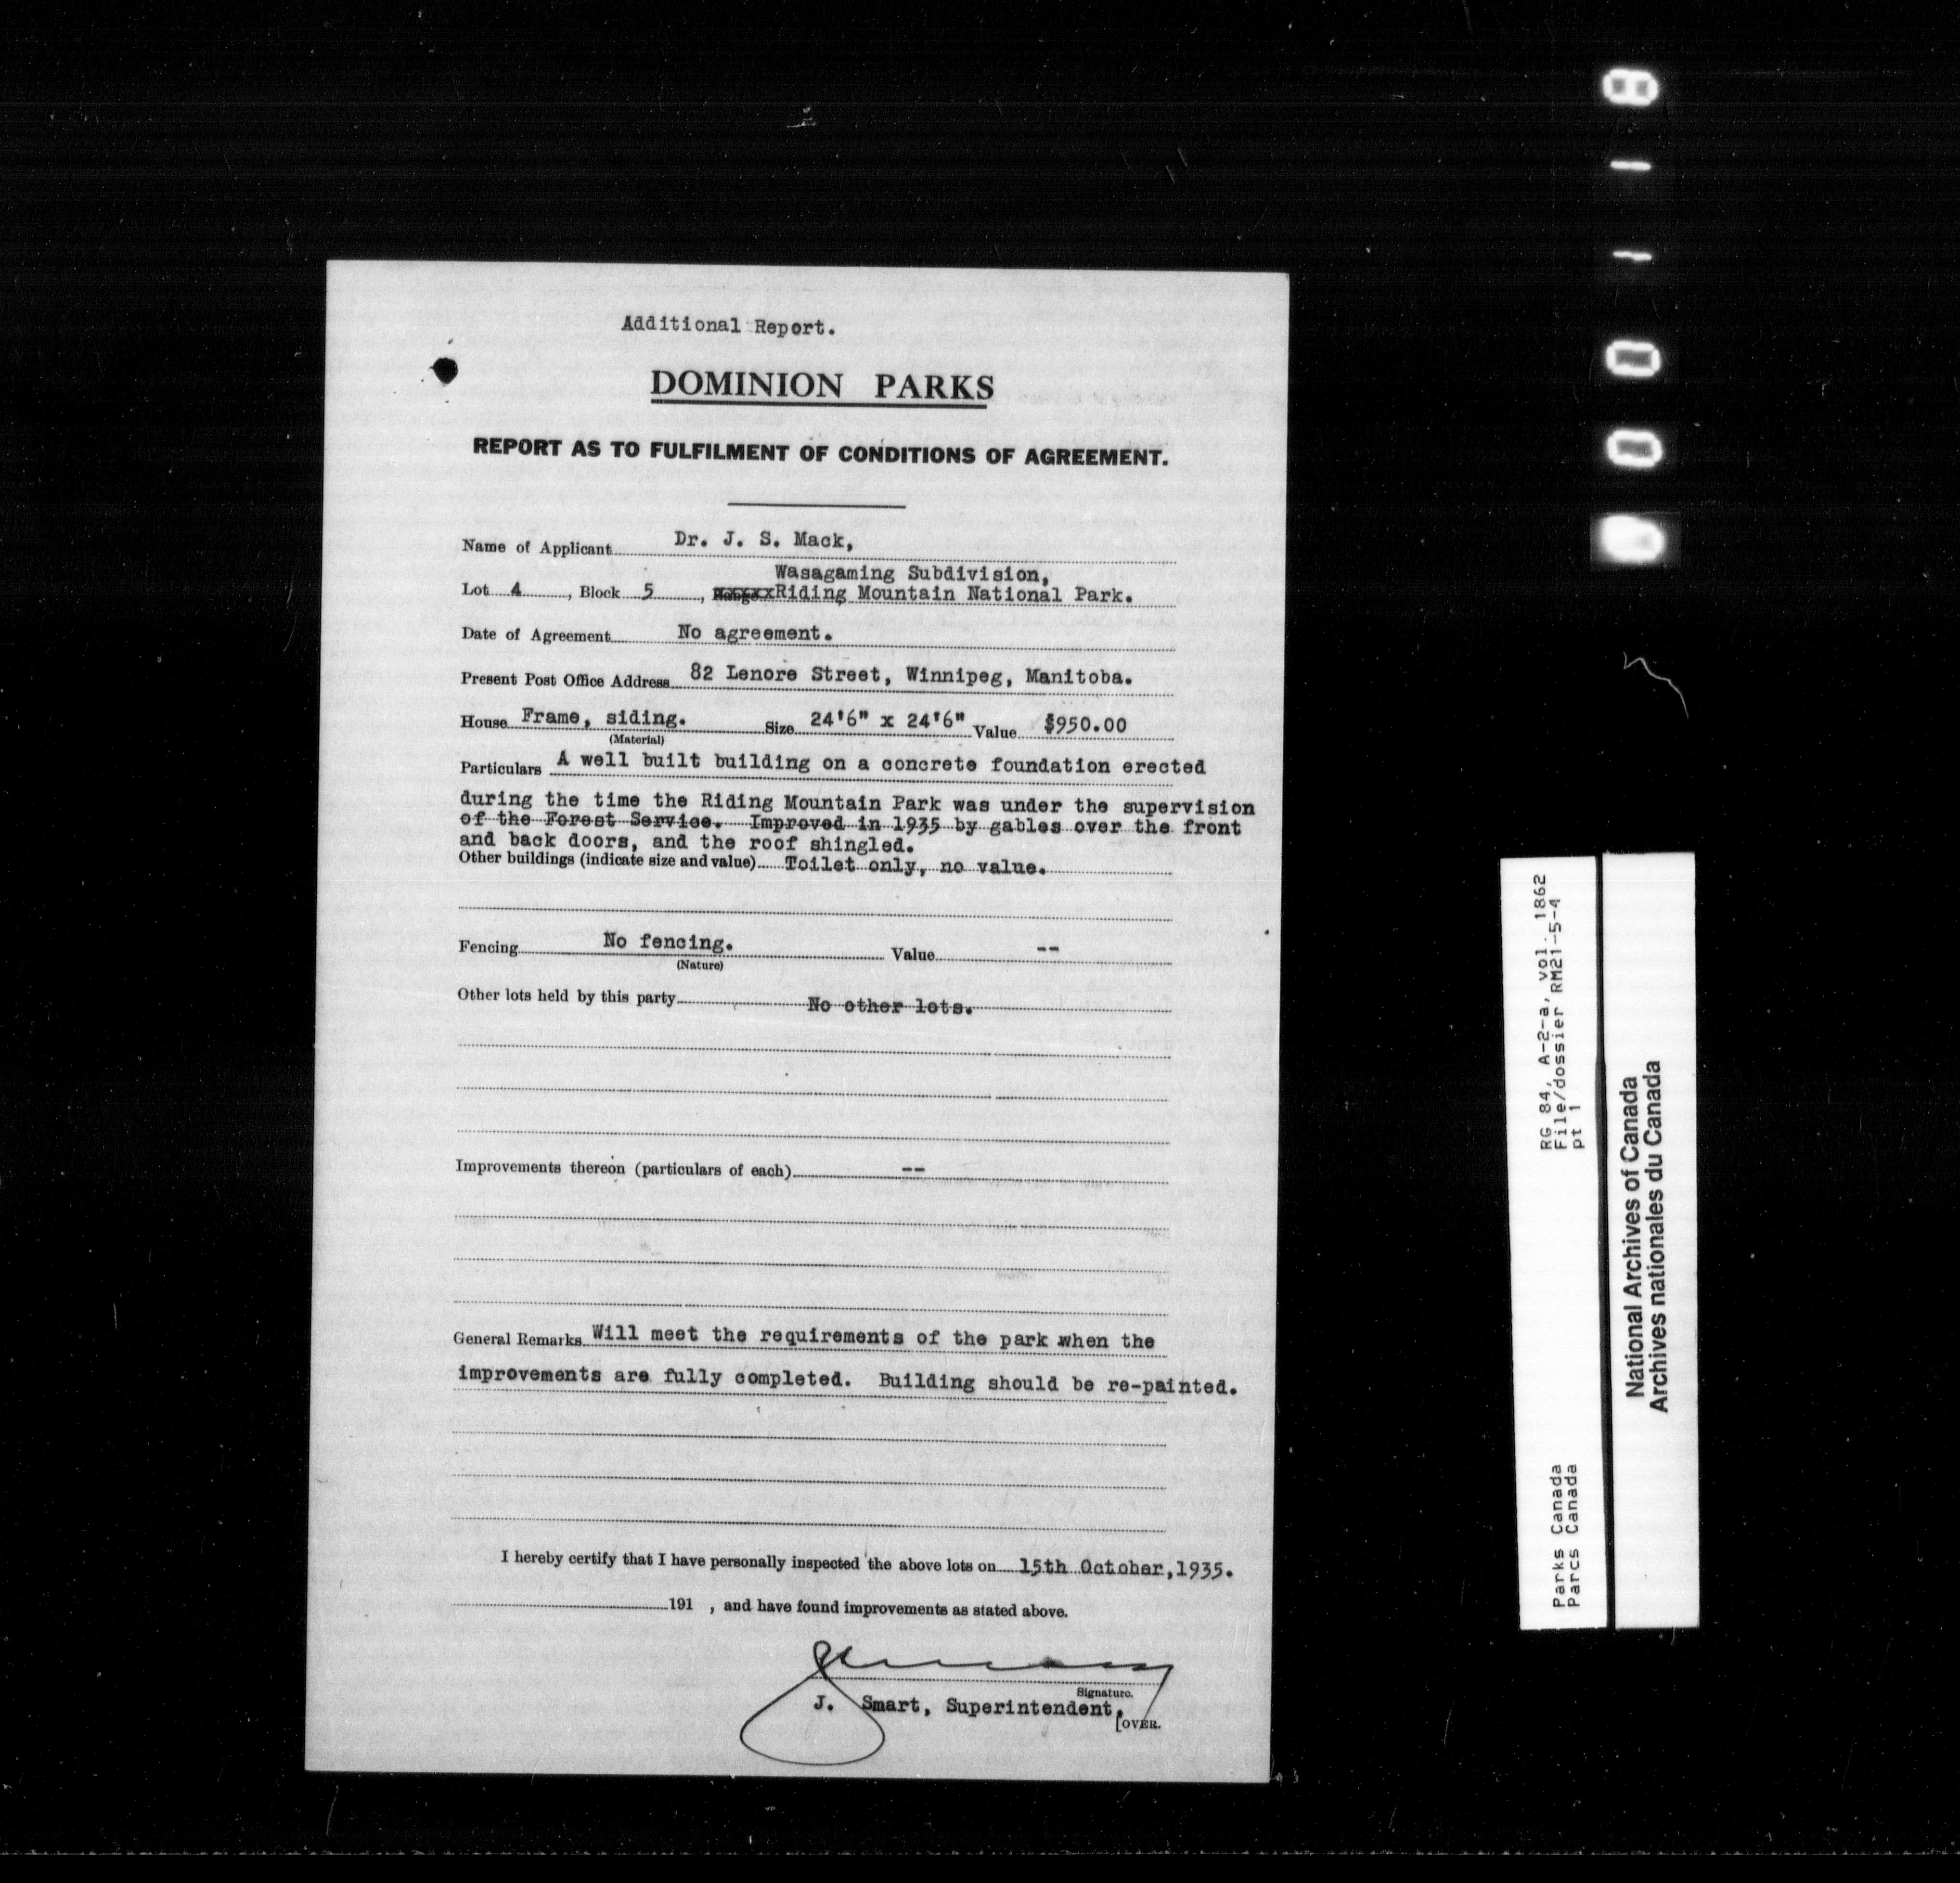 Additional Report.
DOMINION PARKS
REPORT AS TO FULFILMENT OF CONDITIONS OF AGREEMENT.
Name of Applicant Dr. J. S. Mack,
Wasagaming Subdivision,
Lot 4, Block 5, Riding Mountain National Park.
Date of Agreement No agreement.
Present Post Office Address 82 Lenore Street, Winnipeg, Manitoba.
House Frame, siding. Size 24'6" x 24'6" Value $950.00
(Material)
Particulars A well built building on a concrete foundation erected
during the time the Riding Mountain Park was under the supervision
of the Forest Service. Improved in 1935 by gables over the front
and back doors, and the roof shingled.
Other buildings (indicate size and value) Toilet only, no value.
Fencing No fencing. Value --
(Nature)
Other lots held by this party No other lots.
Improvements thereon (particulars of each) --
General Remarks Will meet the requirements of the park when the
improvements are fully completed. Building should be re-painted.
I hereby certify that I have personally inspected the above lots on 15th October, 1935.
191 , and have found improvements as stated above.
Signature.
J. Smart, Superintendent,
[OVER.
RG 84, A-2-a, vol. 1862
File/dossier RM21-5-4
pt 1
Parks Canada
Parcs Canada
National Archives of Canada
Archives nationales du Canada